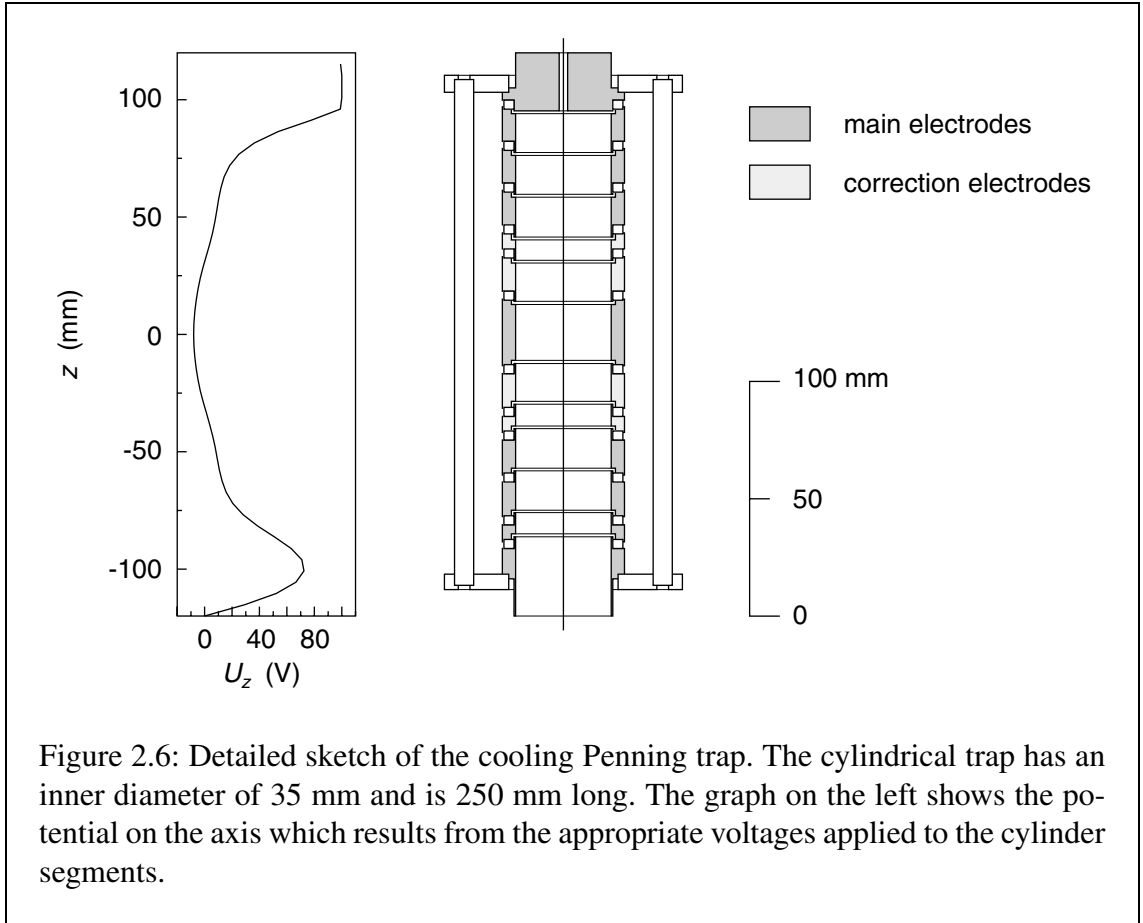 100
50
0
-50
-100
z (mm)
0 40 80
U_z (V)
main electrodes
correction electrodes
100 mm
50
0
Figure 2.6: Detailed sketch of the cooling Penning trap. The cylindrical trap has an
inner diameter of 35 mm and is 250 mm long. The graph on the left shows the po-
tential on the axis which results from the appropriate voltages applied to the cylinder
segments.